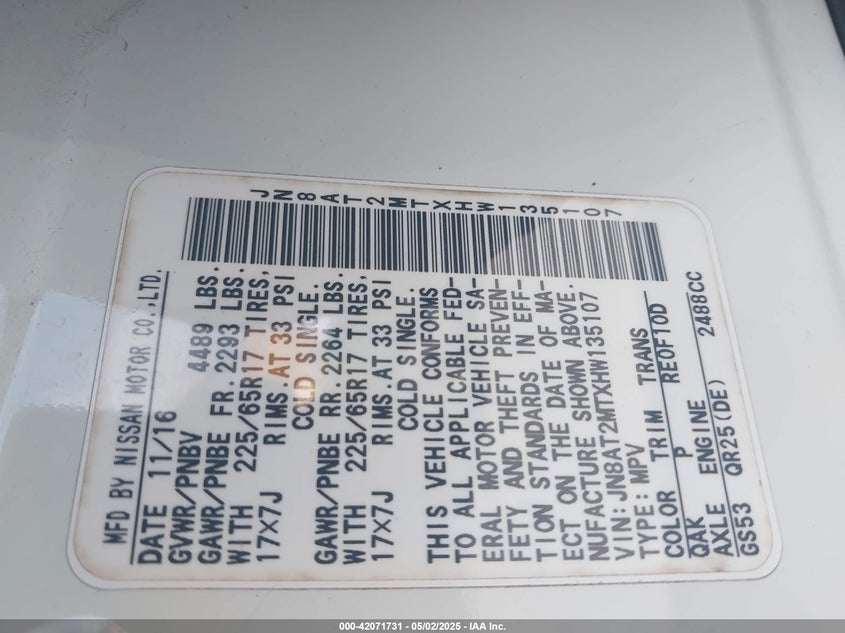 MFD BY NISSAN MOTOR CO.,LTD.
DATE 11/16
GVWR/PNBV 4489 LBS.
GAWR/PNBE FR.2293 LBS.
WITH 225/65R17 TIRES,
17X7J RIMS.AT 33 PSI
COLD SINGLE.
GAWR/PNBE RR.2264 LBS.
WITH 225/65R17 TIRES,
17X7J RIMS.AT 33 PSI
COLD SINGLE.
THIS VEHICLE CONFORMS
TO ALL APPLICABLE FED-
ERAL MOTOR VEHICLE SA-
FETY AND THEFT PREVEN-
TION STANDARDS IN EFF-
ECT ON THE DATE OF MA-
NUFACTURE SHOWN ABOVE.
VIN:JN8AT2MTXHW135107
TYPE: MPV
COLOR TRIM TRANS
QAK P RE0F10D
AXLE ENGINE
GS53 QR25(DE) 2488CC
JN8AT2MTXHW135107
000-42071731 - 05/02/2025 - IAA Inc.